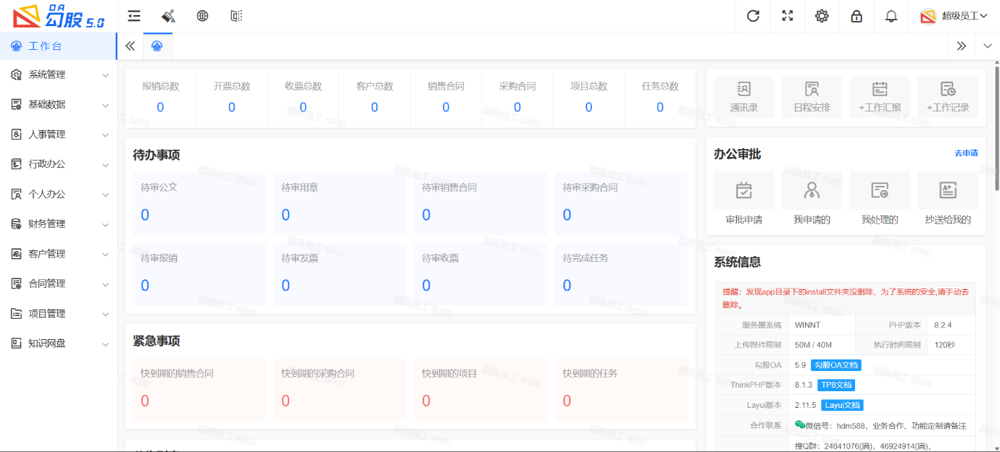 OA
勾股 5.0
超级员工
工作台
系统管理
基础数据
人事管理
行政办公
个人办公
财务管理
客户管理
合同管理
项目管理
知识网盘
报销总数 开票总数 收票总数 客户总数 销售合同 采购合同 项目总数 任务总数
0 0 0 0 0 0 0 0
通讯录 日程安排 +工作汇报 +工作记录
待办事项
待审公文 待审用章 待审销售合同 待审采购合同
0 0 0 0
待审报销 待审发票 待审收票 待完成任务
0 0 0 0
紧急事项
快到期的销售合同 快到期的采购合同 快到期的项目 快到期的任务
0 0 0 0
办公审批 去申请
审批申请 我申请的 我处理的 抄送给我的
系统信息
提醒：发现app目录下的install文件夹没删除，为了系统的安全,请手动去
删除。
服务器系统 WINNT PHP版本 8.2.4
上传附件限制 50M / 40M 执行时间限制 120秒
勾股OA 5.9 勾股OA文档
ThinkPHP版本 8.1.3 TP8文档
Layui版本 2.11.5 Layui文档
合作联系 微信号：hdm588，业务合作、功能定制请备注
搜Q群：24641076(满)，46924914(满)，
超级员工 8000